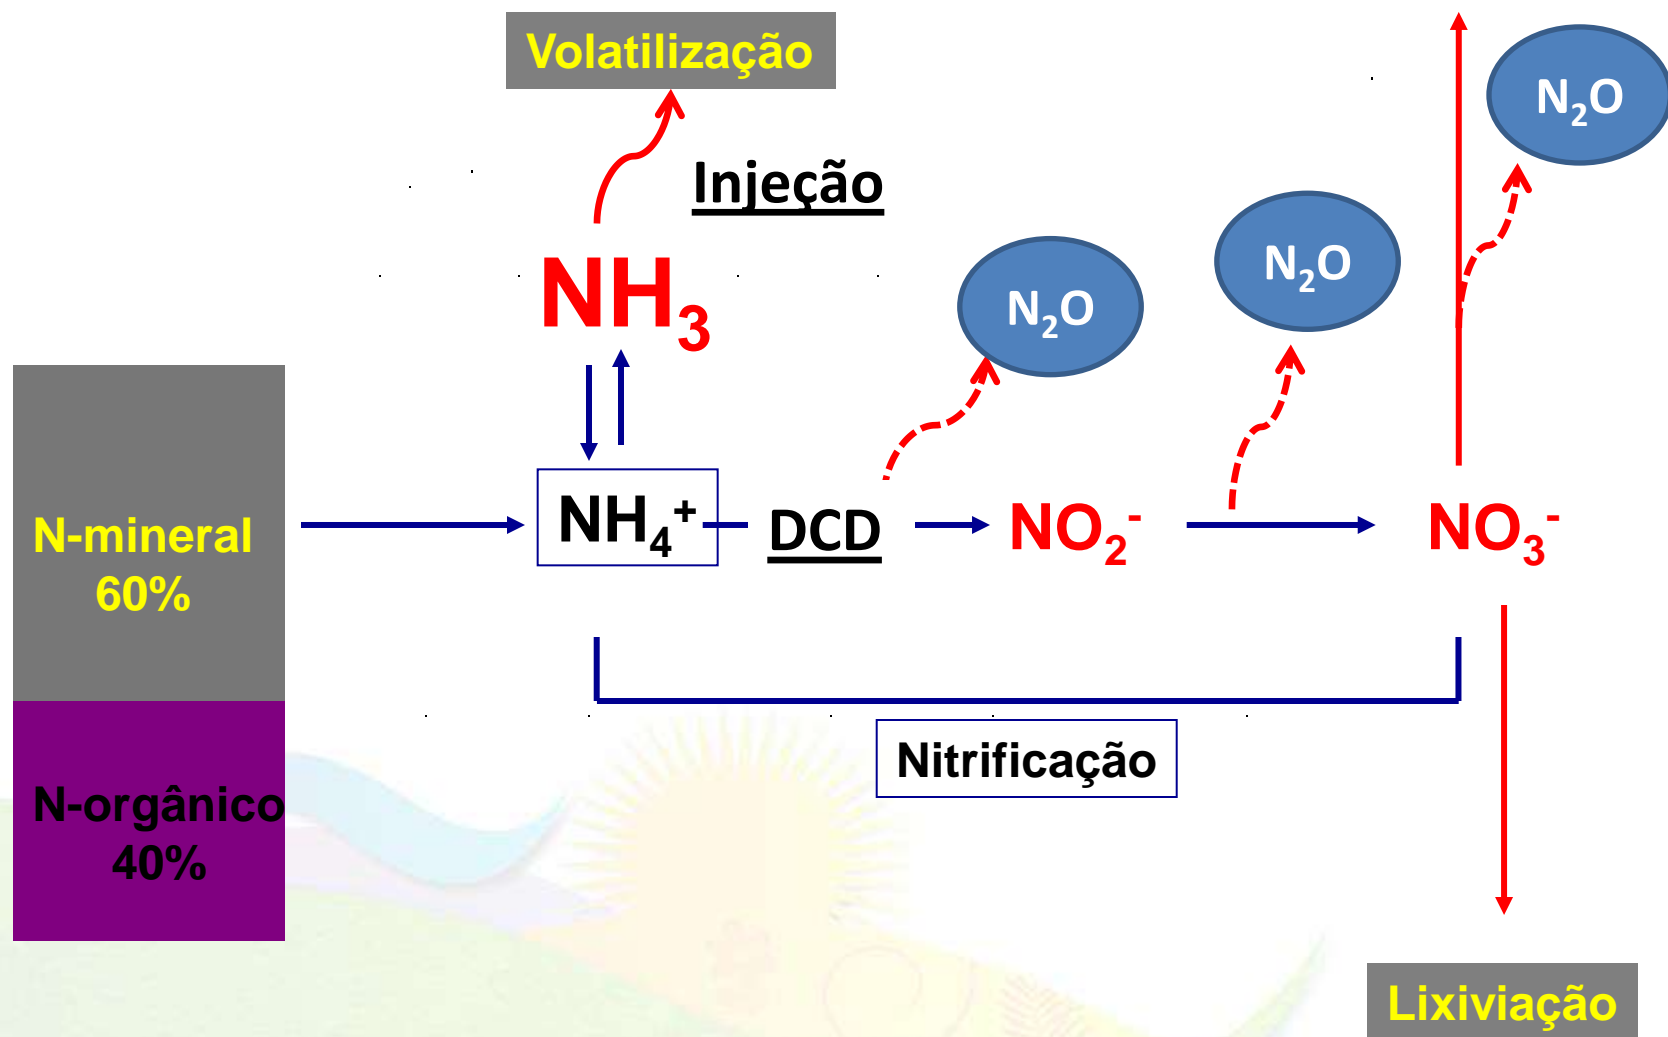 Volatilização
N₂O
Injeção
N₂O
NH₃
N₂O
N-mineral
60%
NH₄⁺
DCD
NO₂⁻
NO₃⁻
Nitrificação
N-orgânico
40%
Lixiviação